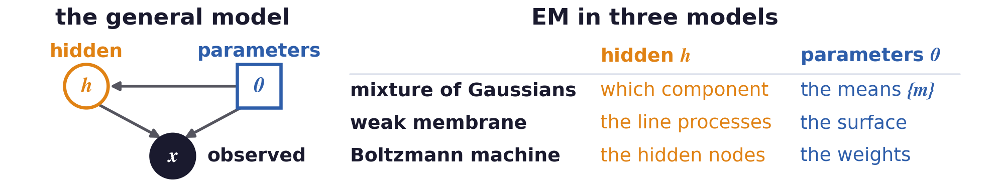 the general model
hidden parameters
h θ
x observed
EM in three models
hidden h parameters θ
mixture of Gaussians which component the means {m}
weak membrane the line processes the surface
Boltzmann machine the hidden nodes the weights